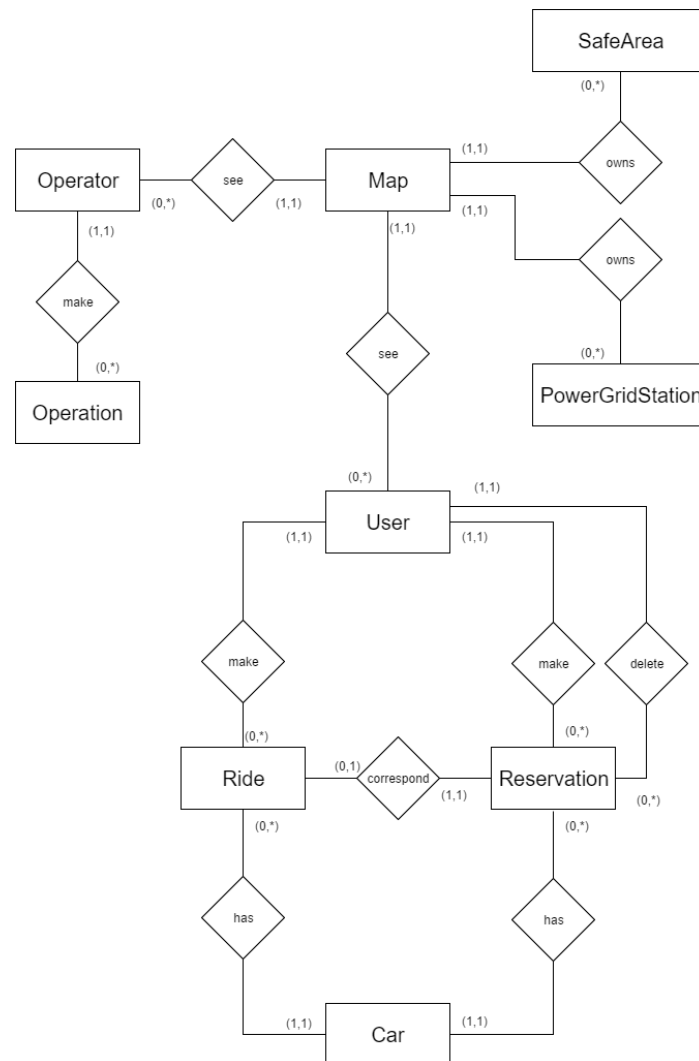 SafeArea
(0,*)
(1,1)
owns
Operator
see
Map
(0,*)
(1,1)
(1,1)
(1,1)
(1,1)
owns
make
see
(0,*)
(0,*)
Operation
PowerGridStation
(0,*)
(1,1)
User
(1,1)
(1,1)
make
make
delete
(0,*)
(0,*)
(0,1)
Ride
correspond
Reservation
(1,1)
(0,*)
(0,*)
(0,*)
has
has
(1,1)
(1,1)
Car